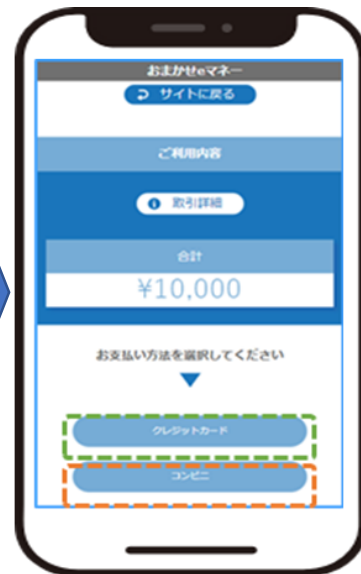 おまかせeマネー
サイトに戻る
ご利用内容
取引詳細
合計
¥10,000
お支払い方法を選択してください
クレジットカード
コンビニ